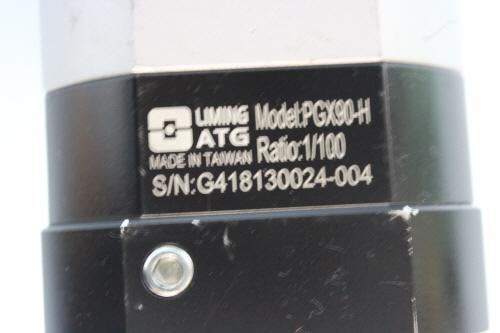 LIMING Model:PGX90-H
ATG
MADE IN TAIWAN Ratio:1/100
S/N:G418130024-004